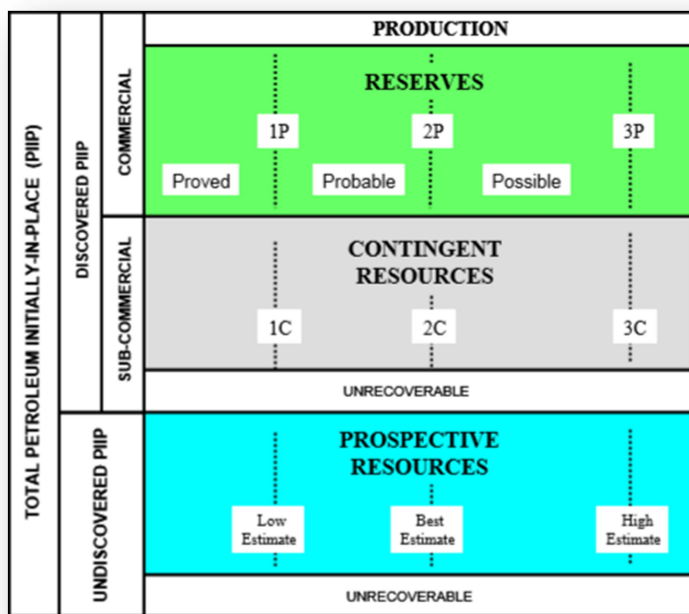 TOTAL PETROLEUM INITIALLY-IN-PLACE (PIIP)
DISCOVERED PIIP
UNDISCOVERED PIIP
COMMERCIAL
SUB-COMMERCIAL
PRODUCTION
RESERVES
1P 2P 3P
Proved Probable Possible
CONTINGENT
RESOURCES
1C 2C 3C
UNRECOVERABLE
PROSPECTIVE
RESOURCES
Low Best High
Estimate Estimate Estimate
UNRECOVERABLE